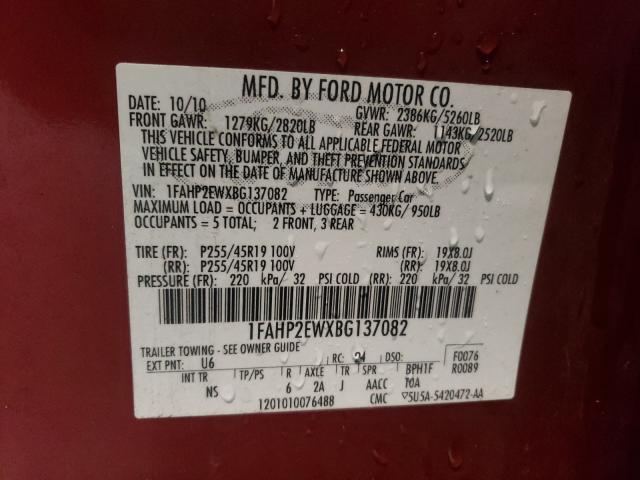 MFD. BY FORD MOTOR CO.
DATE: 10/10 GVWR: 2386KG/5260LB
FRONT GAWR: 1279KG/2820LB REAR GAWR: 1143KG/2520LB
THIS VEHICLE CONFORMS TO ALL APPLICABLE FEDERAL MOTOR
VEHICLE SAFETY, BUMPER, AND THEFT PREVENTION STANDARDS
IN EFFECT ON THE DATE OF MANUFACTURE SHOWN ABOVE.
VIN: 1FAHP2EWXBG137082 TYPE: Passenger Car
MAXIMUM LOAD = OCCUPANTS + LUGGAGE = 430KG/950LB
OCCUPANTS = 5 TOTAL; 2 FRONT, 3 REAR
TIRE (FR): P255/45R19 100V RIMS (FR): 19X8.0J
(RR): P255/45R19 100V (RR): 19X8.0J
PRESSURE (FR): 220 kPa/32 PSI COLD (RR): 220 kPa/32 PSI COLD
1FAHP2EWXBG137082
TRAILER TOWING - SEE OWNER GUIDE
EXT PNT: U6 RC: 24 DSO: F0076
INT TR TP/PS R AXLE TR SPR BPH1F R0089
NS 6 2A J AACC 10A
1201010076488 CMC ▽5U5A-5420472-AA